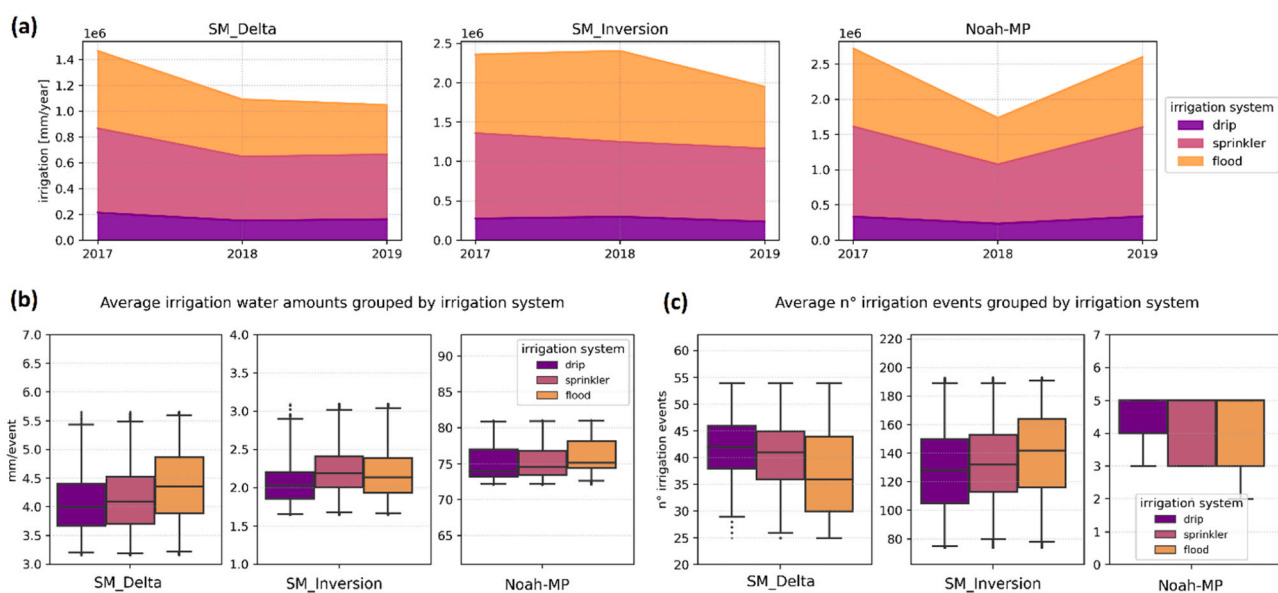 (a)
SM_Delta
SM_Inversion
Noah-MP
1e6
1e6
1e6
irrigation [mm/year]
1.4
1.2
1.0
0.8
0.6
0.4
0.2
0.0
2017
2018
2019
2.5
2.0
1.5
1.0
0.5
0.0
2017
2018
2019
2.5
2.0
1.5
1.0
0.5
0.0
2017
2018
2019
irrigation system
drip
sprinkler
flood
(b)
Average irrigation water amounts grouped by irrigation system
mm/event
7.0
6.5
6.0
5.5
5.0
4.5
4.0
3.5
3.0
SM_Delta
4.0
3.5
3.0
2.5
2.0
1.5
1.0
SM_Inversion
90
85
80
75
70
65
Noah-MP
irrigation system
drip
sprinkler
flood
(c)
Average n° irrigation events grouped by irrigation system
n° irrigation events
60
55
50
45
40
35
30
25
20
SM_Delta
220
200
180
160
140
120
100
80
SM_Inversion
7
6
5
4
3
2
1
0
Noah-MP
irrigation system
drip
sprinkler
flood